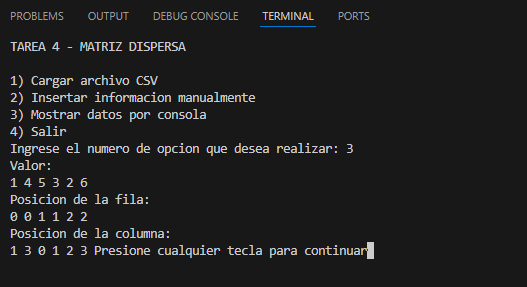 PROBLEMS OUTPUT DEBUG CONSOLE TERMINAL PORTS
TAREA 4 - MATRIZ DISPERSA
1) Cargar archivo CSV
2) Insertar informacion manualmente
3) Mostrar datos por consola
4) Salir
Ingrese el numero de opcion que desea realizar: 3
Valor:
1 4 5 3 2 6
Posicion de la fila:
0 0 1 1 2 2
Posicion de la columna:
1 3 0 1 2 3 Presione cualquier tecla para continuar